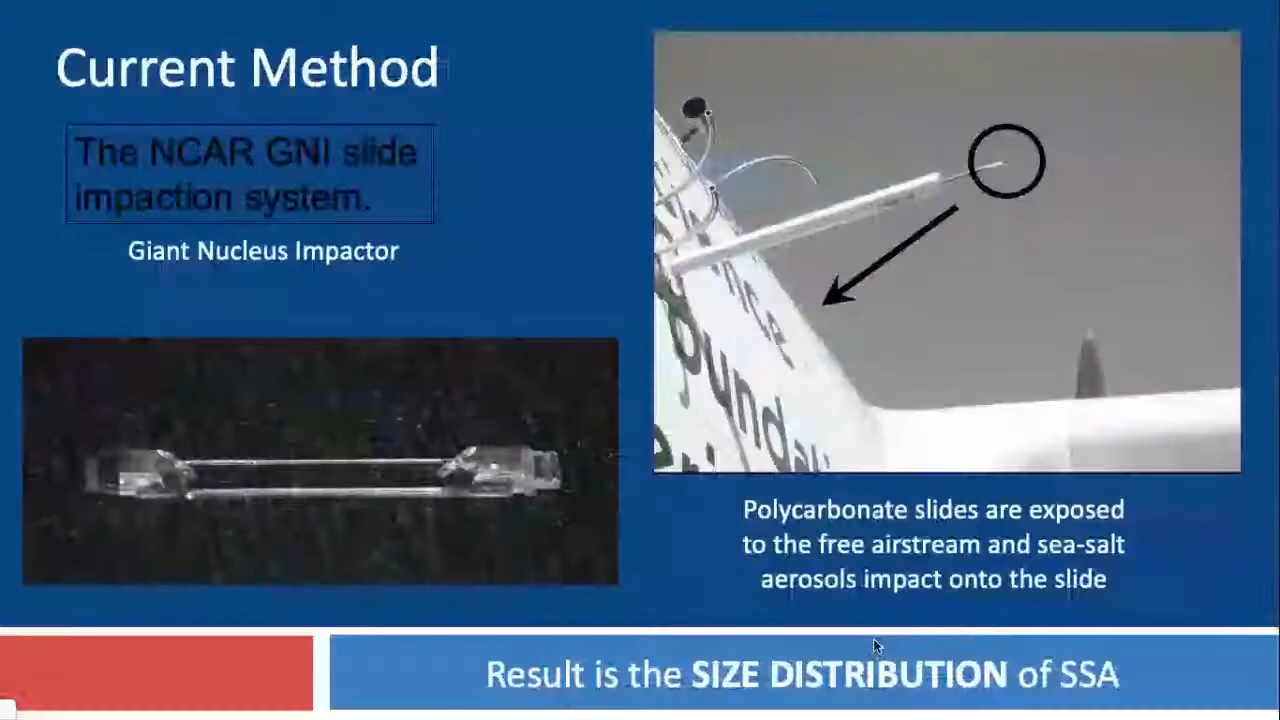 Current Method
The NCAR GNI slide
impaction system.
Giant Nucleus Impactor
Polycarbonate slides are exposed
to the free airstream and sea-salt
aerosols impact onto the slide
Result is the SIZE DISTRIBUTION of SSA